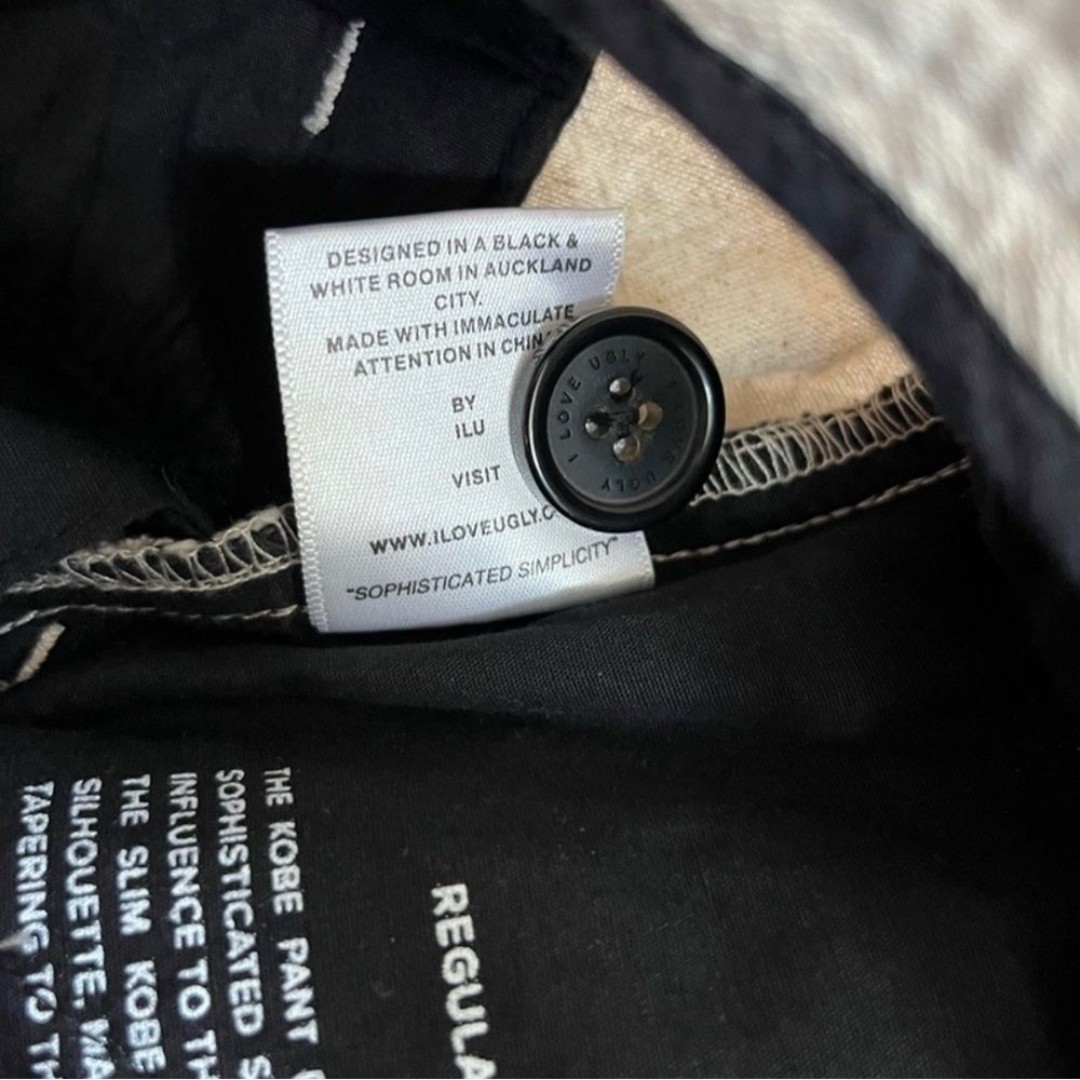 DESIGNED IN A BLACK &
WHITE ROOM IN AUCKLAND
CITY.
MADE WITH IMMACULATE
ATTENTION IN CHIN
BY
ILU
VISIT
WWW.ILOVEUGLY.C
"SOPHISTICATED SIMPLICITY"
I LOVE UGLY
UGLY
THE KOBE PANT
SOPHISTICATED S
INFLUENCE TO TH
THE SLIM KOBE
SILHOUETTE. MA
TAPERING TO TH
REGULA